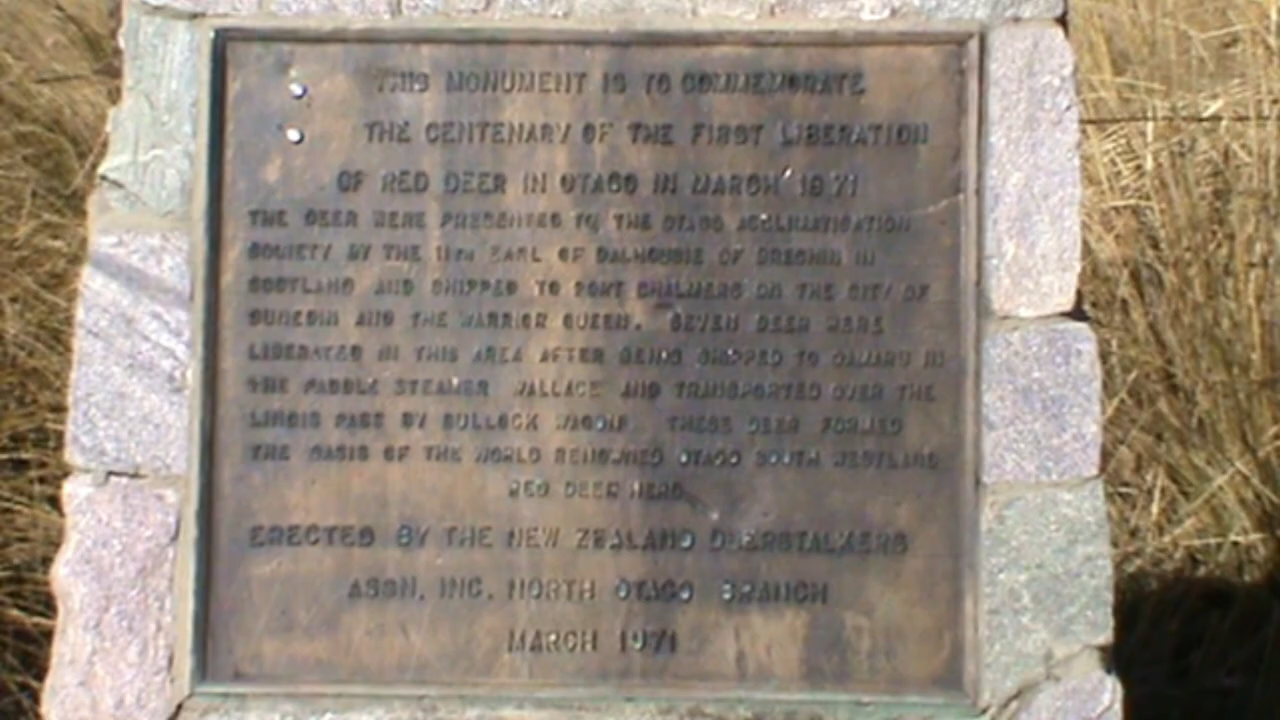 THIS MONUMENT IS TO COMMEMORATE
THE CENTENARY OF THE FIRST LIBERATION
OF RED DEER IN OTAGO IN MARCH 1871
THE DEER WERE PRESENTED TO THE OTAGO ACCLIMATISATION
SOCIETY BY THE 11TH EARL OF DALHOUSIE OF BRECHIN IN
SCOTLAND AND SHIPPED TO PORT CHALMERS ON THE CITY OF
DUNEDIN AND THE WARRIOR QUEEN. SEVEN DEER WERE
LIBERATED IN THIS AREA AFTER BEING SHIPPED TO OAMARU IN
THE PADDLE STEAMER WALLACE AND TRANSPORTED OVER THE
LINDIS PASS BY BULLOCK WAGON. THESE DEER FORMED
THE BASIS OF THE WORLD RENOWNED OTAGO SOUTH WESTLAND
RED DEER HERD
ERECTED BY THE NEW ZEALAND DEERSTALKERS
ASSN. INC. NORTH OTAGO BRANCH
MARCH 1971